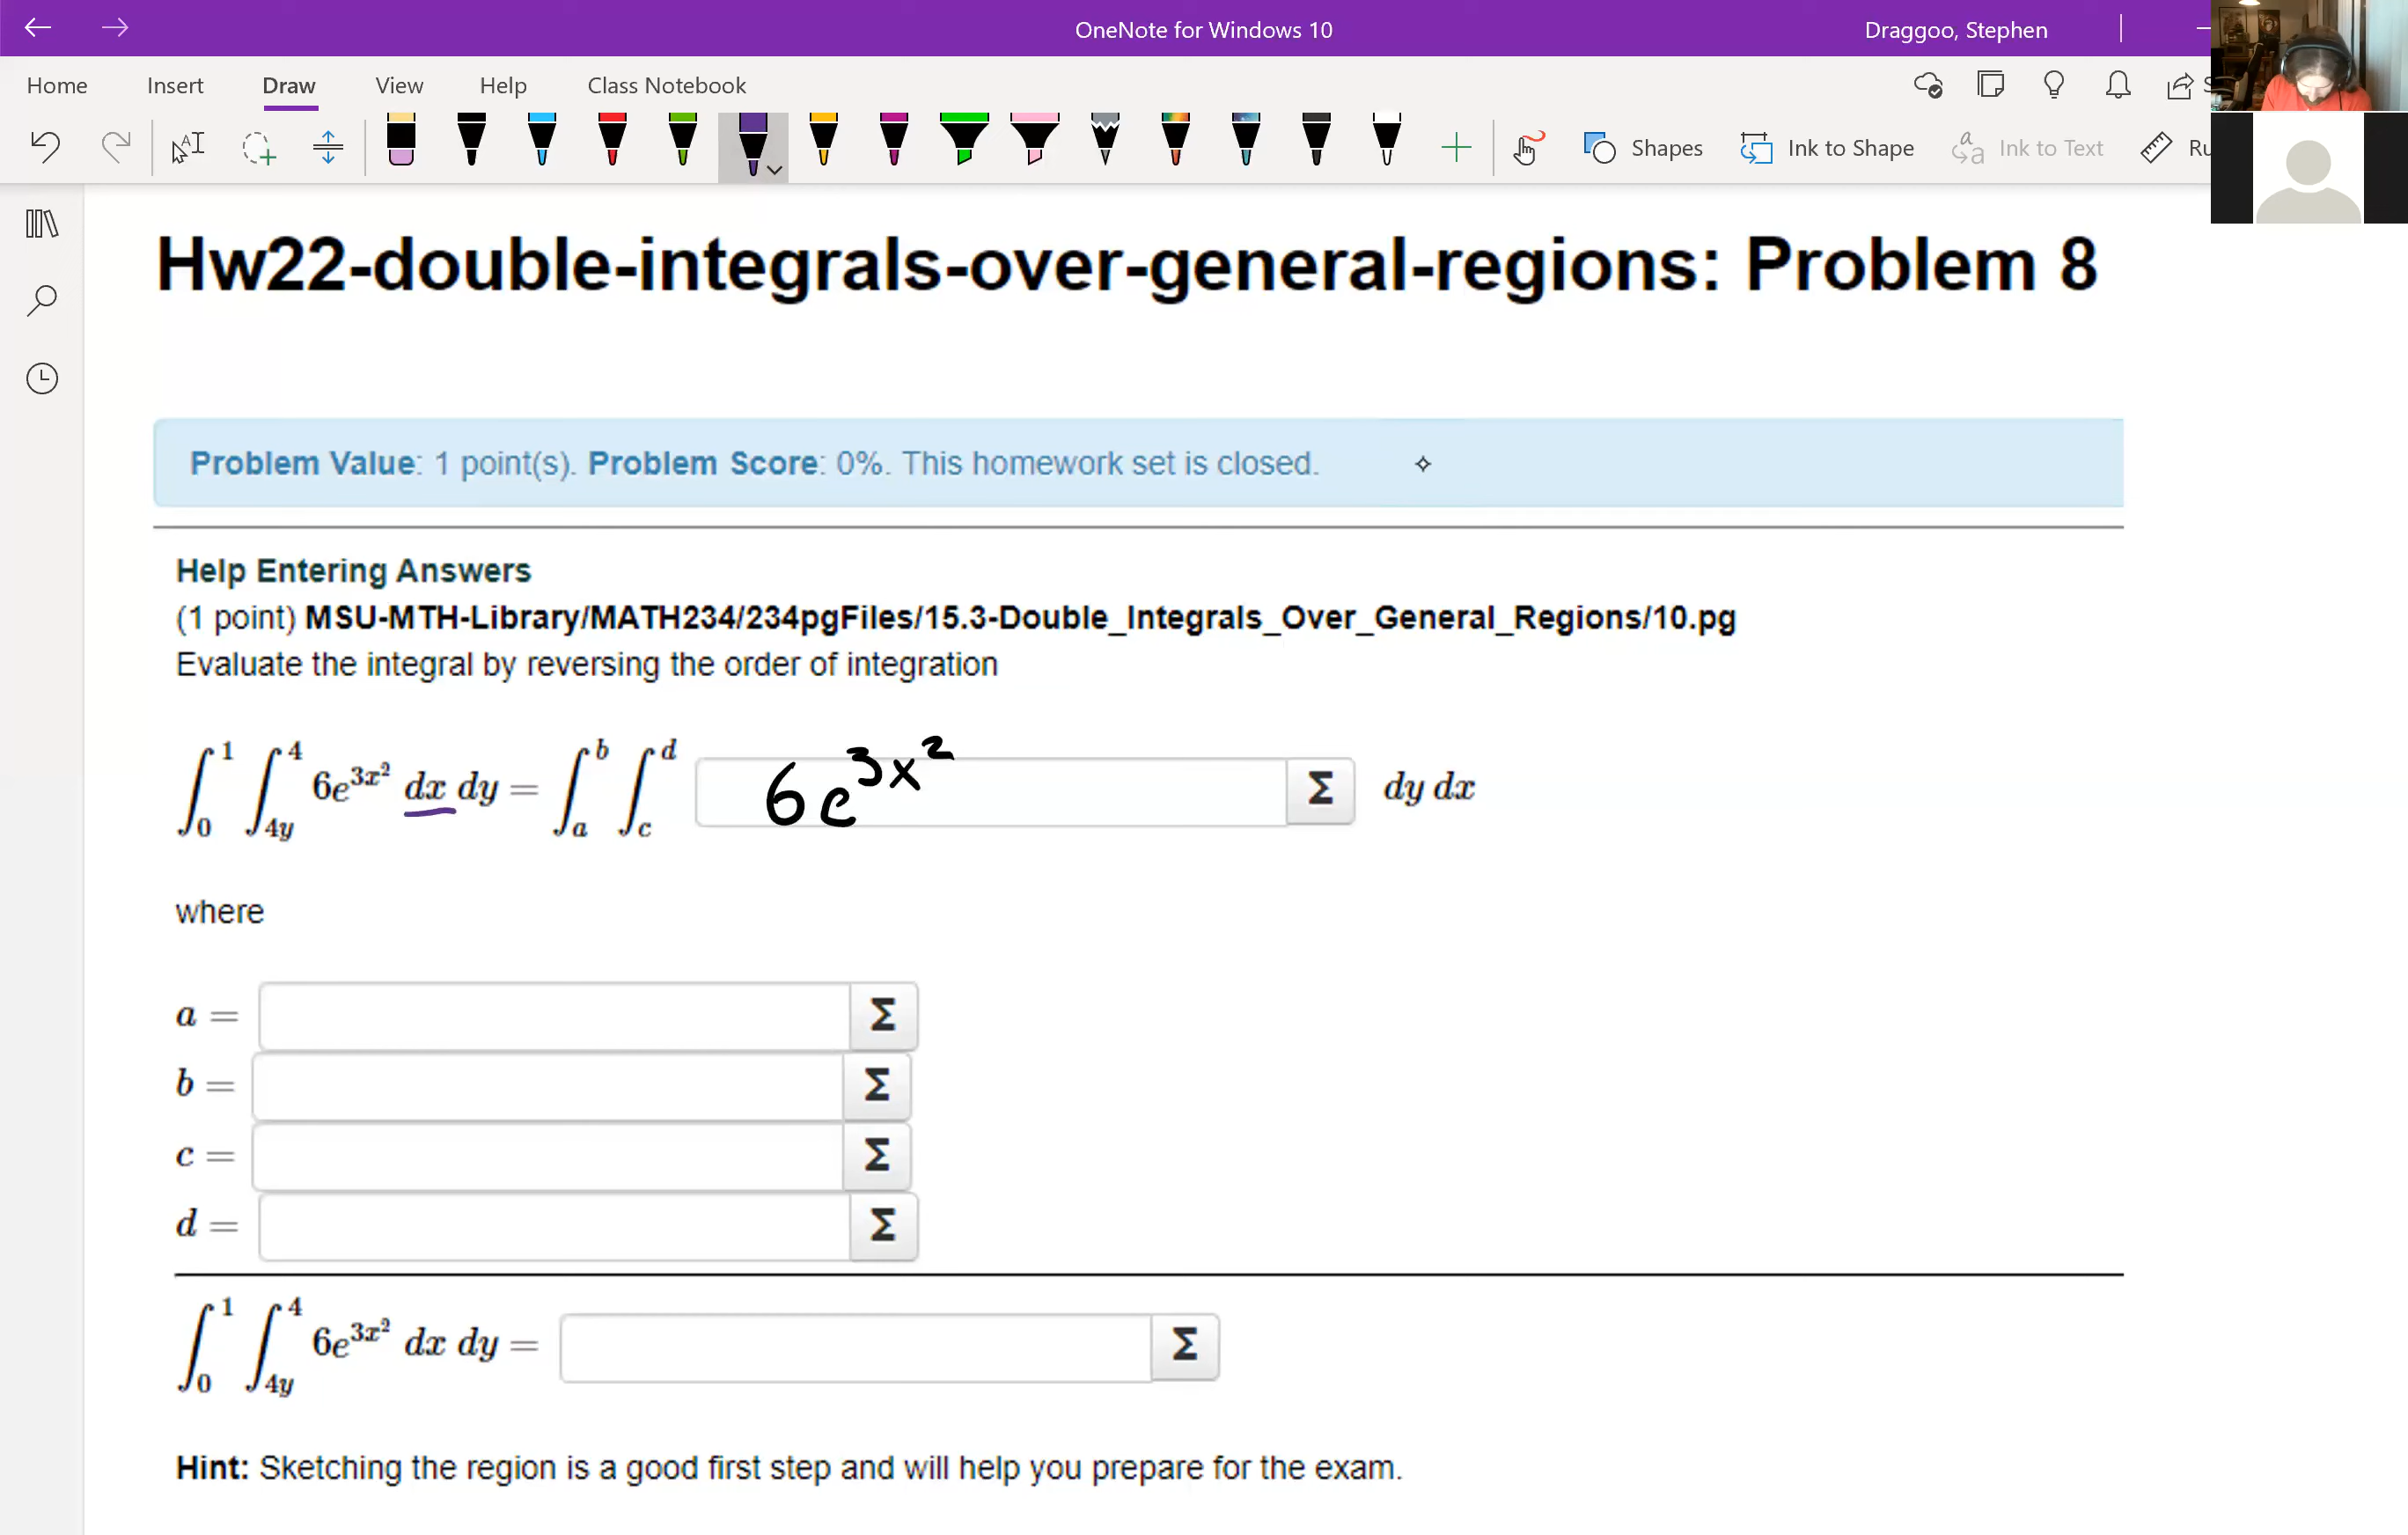 OneNote for Windows 10
Draggoo, Stephen
Home Insert Draw View Help Class Notebook
Shapes Ink to Shape Ink to Text
Hw22-double-integrals-over-general-regions: Problem 8
Problem Value: 1 point(s). Problem Score: 0%. This homework set is closed.
Help Entering Answers
(1 point) MSU-MTH-Library/MATH234/234pgFiles/15.3-Double_Integrals_Over_General_Regions/10.pg
Evaluate the integral by reversing the order of integration
∫₀¹ ∫₄ᵧ⁴ 6e^{3x²} dx dy = ∫ₐᵇ ∫_c^d 6e^{3x²} Σ dy dx
where
a = Σ
b = Σ
c = Σ
d = Σ
∫₀¹ ∫₄ᵧ⁴ 6e^{3x²} dx dy = Σ
Hint: Sketching the region is a good first step and will help you prepare for the exam.